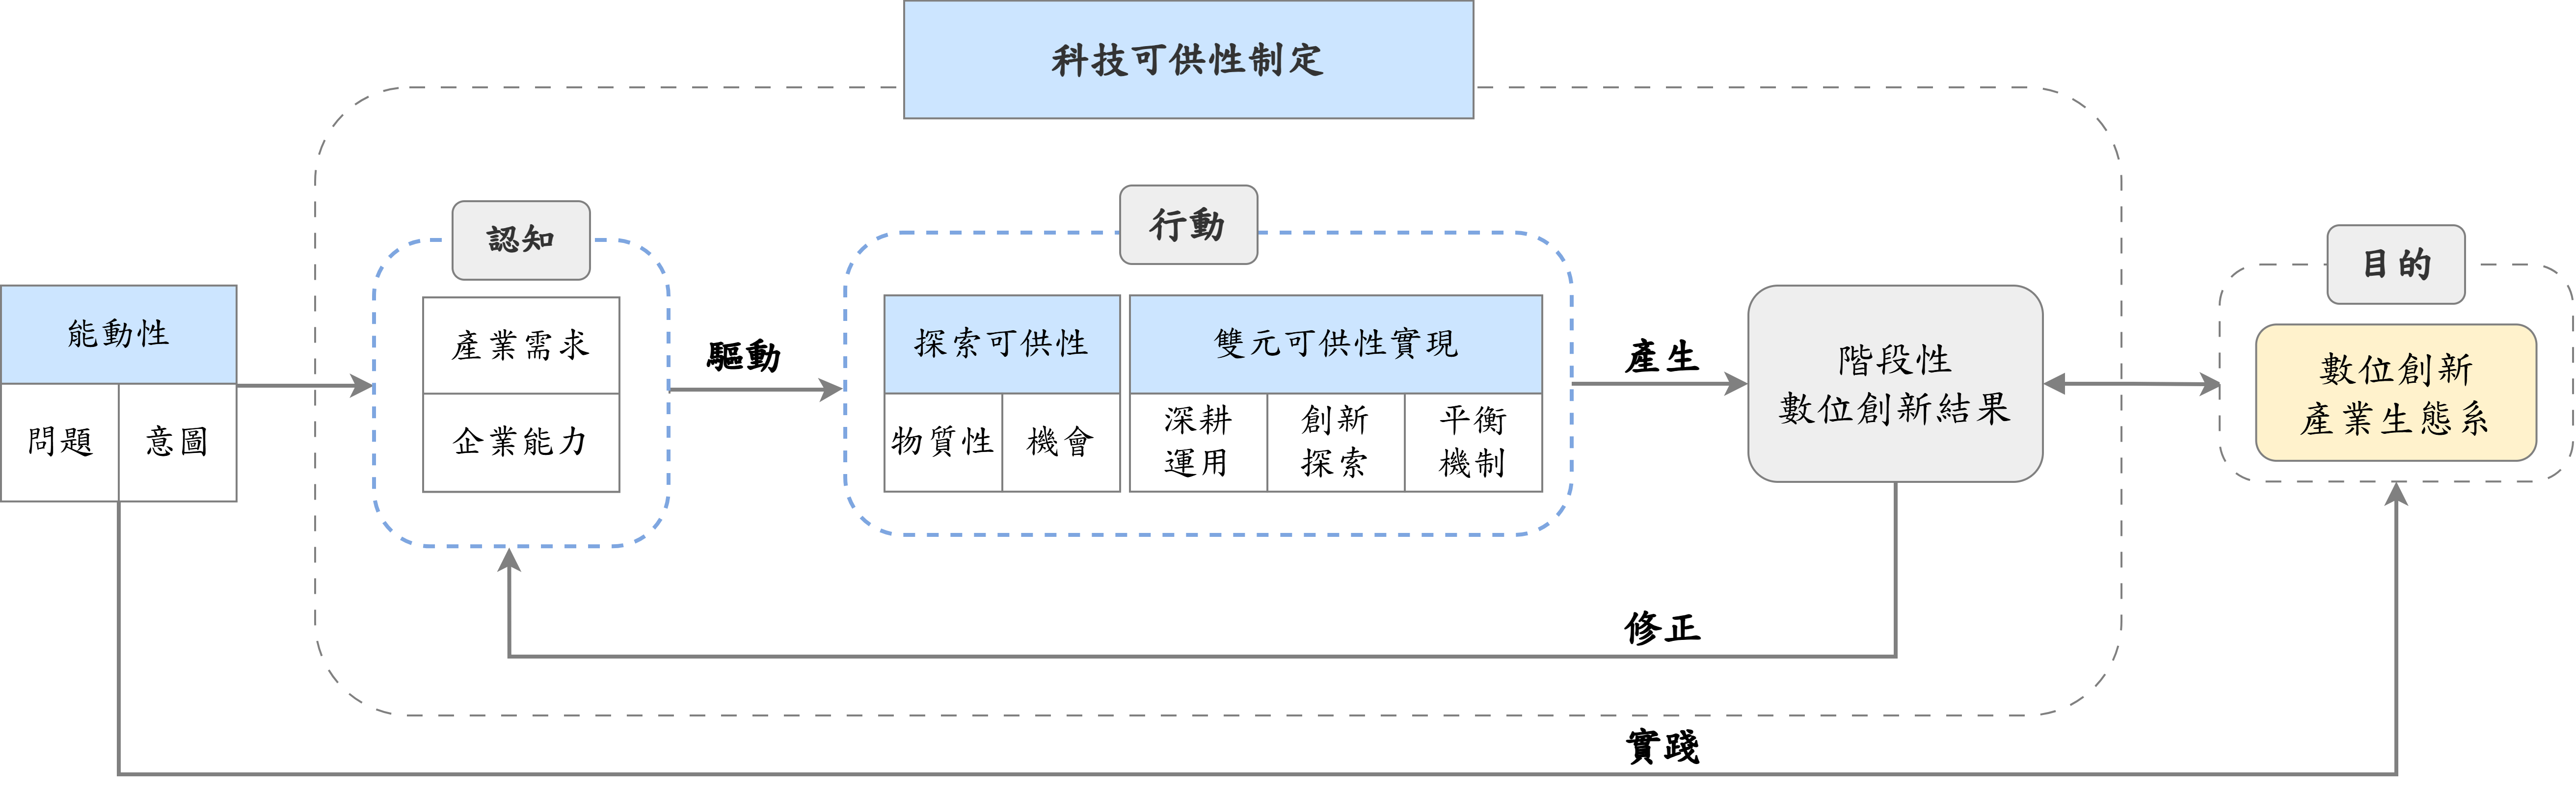 科技可供性制定
能動性
問題
意圖
認知
產業需求
企業能力
驅動
行動
探索可供性
物質性
機會
雙元可供性實現
深耕
運用
創新
探索
平衡
機制
產生
階段性
數位創新結果
目的
數位創新
產業生態系
修正
實踐